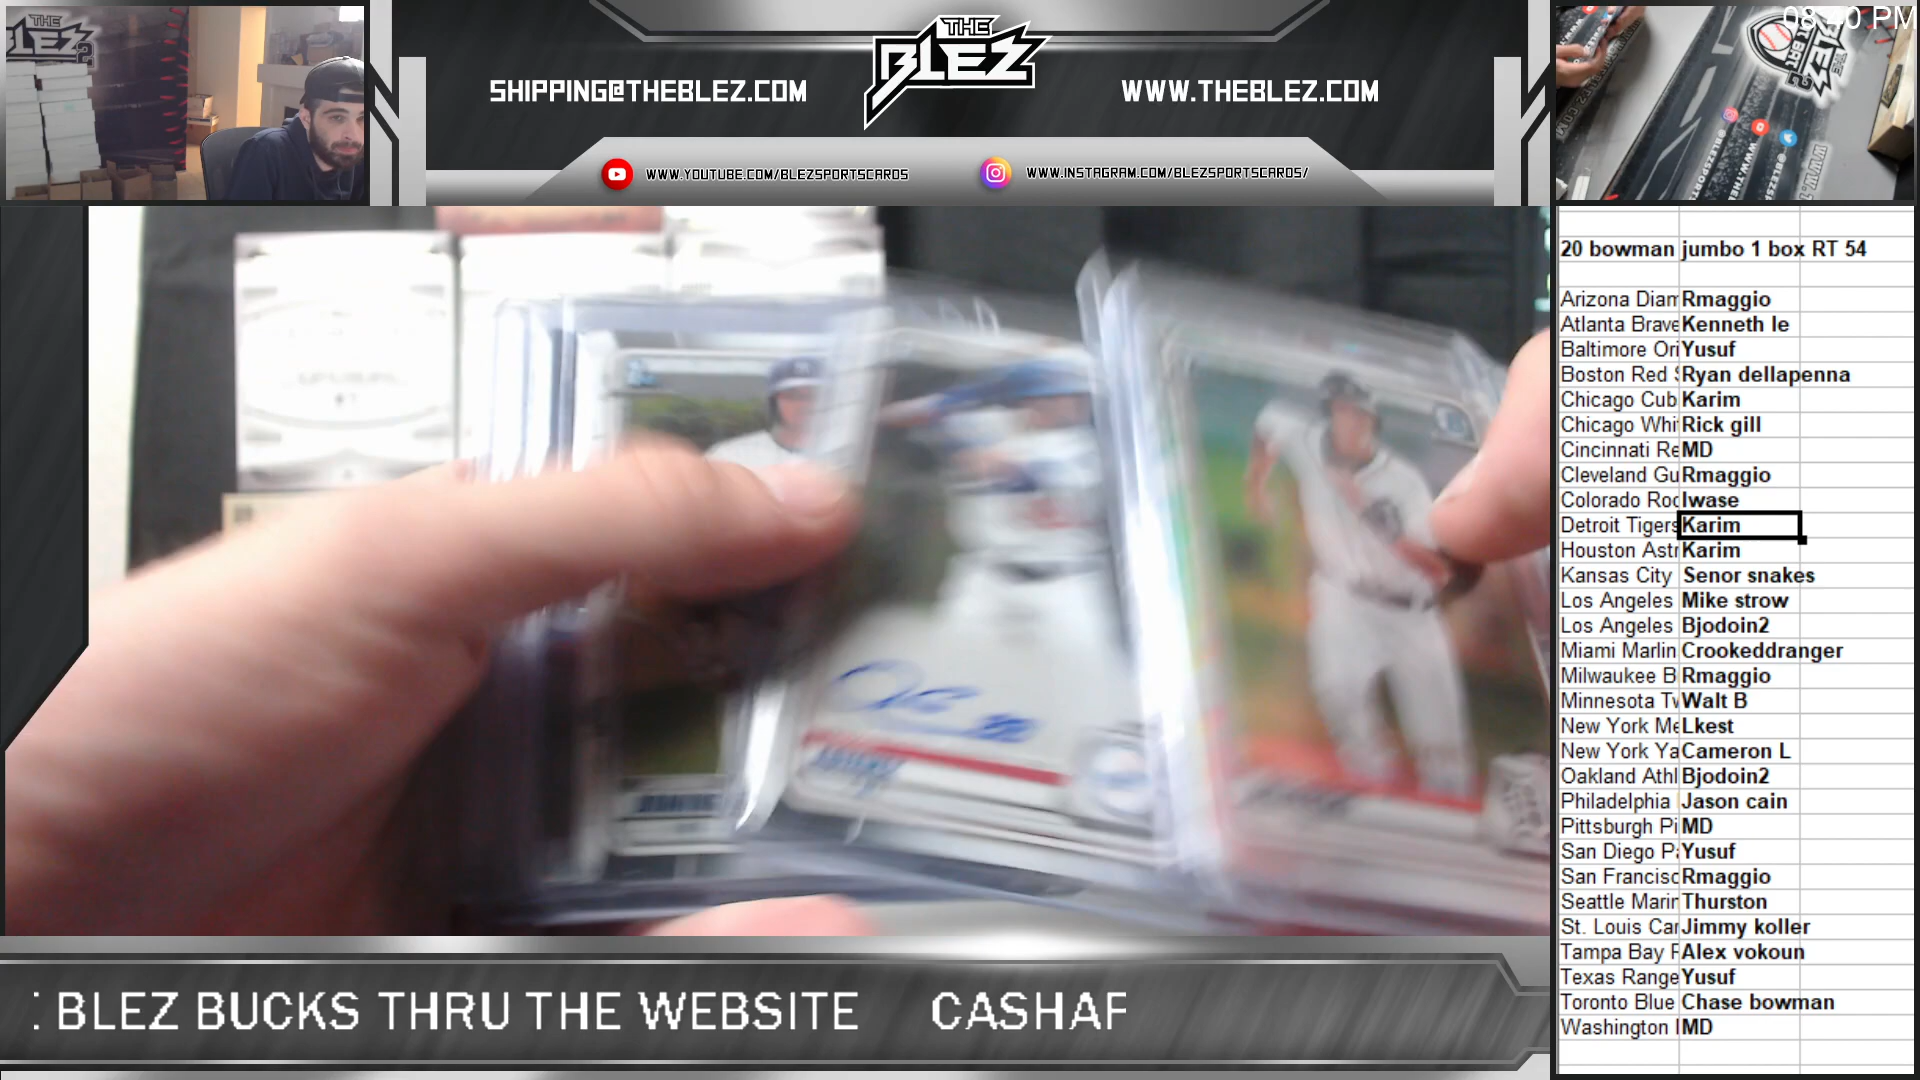 THE
BLEZ
SHIPPING@THEBLEZ.COM
WWW.THEBLEZ.COM
WWW.YOUTUBE.COM/BLEZSPORTSCARDS
WWW.INSTAGRAM.COM/BLEZSPORTSCARDS/
20 bowman jumbo 1 box RT 54
Arizona Diam Rmaggio
Atlanta Brave Kenneth le
Baltimore Ori Yusuf
Boston Red Ryan dellapenna
Chicago Cub Karim
Chicago Whi Rick gill
Cincinnati Re MD
Cleveland Gu Rmaggio
Colorado Roc Iwase
Detroit Tigers Karim
Houston Astr Karim
Kansas City Senor snakes
Los Angeles Mike strow
Los Angeles Bjodoin2
Miami Marlin Crookeddranger
Milwaukee B Rmaggio
Minnesota Tw Walt B
New York Me Lkest
New York Ya Cameron L
Oakland Athl Bjodoin2
Philadelphia Jason cain
Pittsburgh Pi MD
San Diego Pa Yusuf
San Francisc Rmaggio
Seattle Marin Thurston
St. Louis Car Jimmy koller
Tampa Bay R Alex vokoun
Texas Range Yusuf
Toronto Blue Chase bowman
Washington MD
: BLEZ BUCKS THRU THE WEBSITE CASHAP